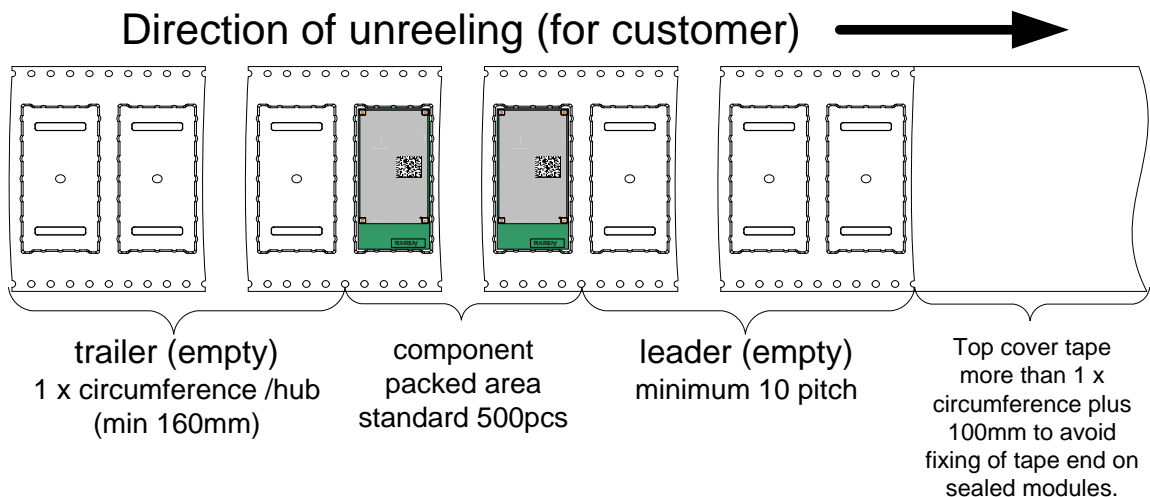 Direction of unreeling (for customer)
Antenna
Antenna
trailer (empty)
1 x circumference /hub
(min 160mm)
component
packed area
standard 500pcs
leader (empty)
minimum 10 pitch
Top cover tape
more than 1 x
circumference plus
100mm to avoid
fixing of tape end on
sealed modules.